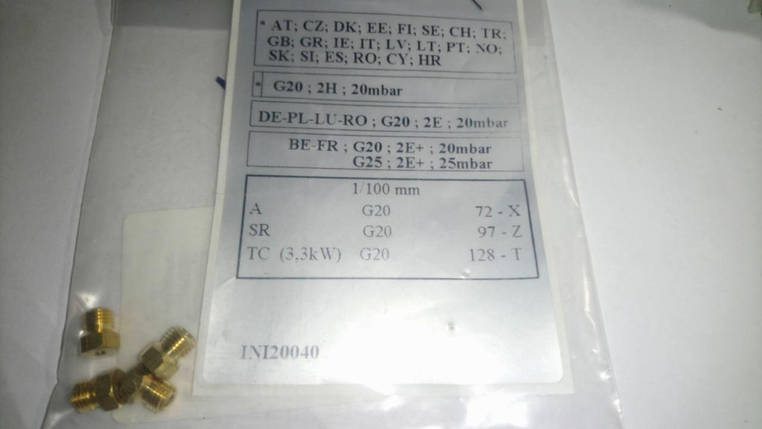 * AT; CZ; DK; EE; FI; SE; CH; TR;
GB; GR; IE; IT; LV; LT; PT; NO;
SK; SI; ES; RO; CY; HR
* G20 ; 2H ; 20mbar
DE-PL-LU-RO ; G20 ; 2E ; 20mbar
BE-FR ; G20 ; 2E+ ; 20mbar
G25 ; 2E+ ; 25mbar
1/100 mm
A G20 72 - X
SR G20 97 - Z
TC (3,3kW) G20 128 - T
INI20040